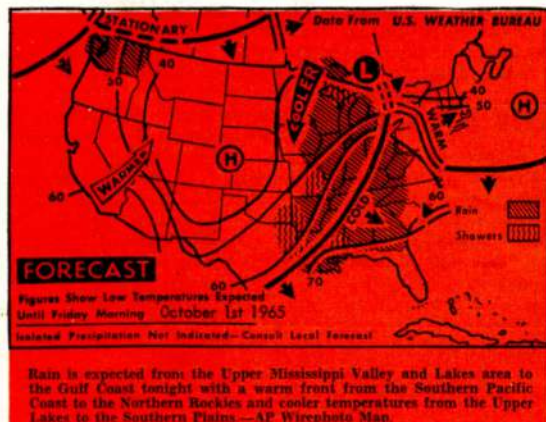 Data From U.S. WEATHER BUREAU
STATIONARY
40
50
COOLER
L
40
50
H
WARM
H
WARMER
60
60
COLD
Rain
Showers
FORECAST
60
70
Figures Show Low Temperatures Expected
Until Friday Morning October 1st 1965
Isolated Precipitation Not Indicated—Consult Local Forecast
Rain is expected from the Upper Mississippi Valley and Lakes area to
the Gulf Coast tonight with a warm front from the Southern Pacific
Coast to the Northern Rockies and cooler temperatures from the Upper
Lakes to the Southern Plains.—AP Wirephoto Map